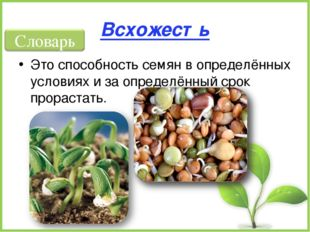 Всхожесть
Словарь
• Это способность семян в определённых
условиях и за определённый срок
прорастать.